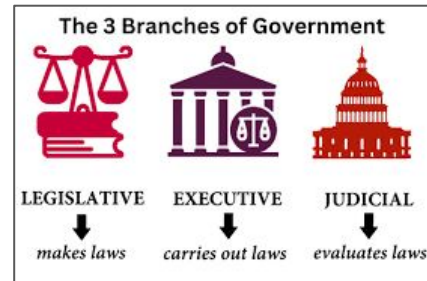 The 3 Branches of Government
LEGISLATIVE EXECUTIVE JUDICIAL
makes laws carries out laws evaluates laws